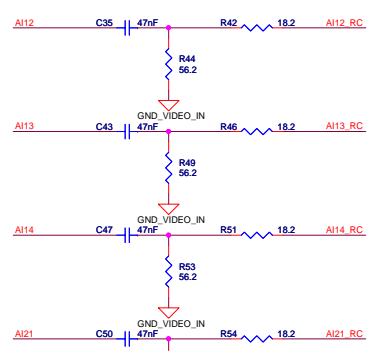 AI12 C35 47nF R42 18.2 AI12_RC
R44
56.2
GND_VIDEO_IN
AI13 C43 47nF R46 18.2 AI13_RC
R49
56.2
GND_VIDEO_IN
AI14 C47 47nF R51 18.2 AI14_RC
R53
56.2
GND_VIDEO_IN
AI21 C50 47nF R54 18.2 AI21_RC